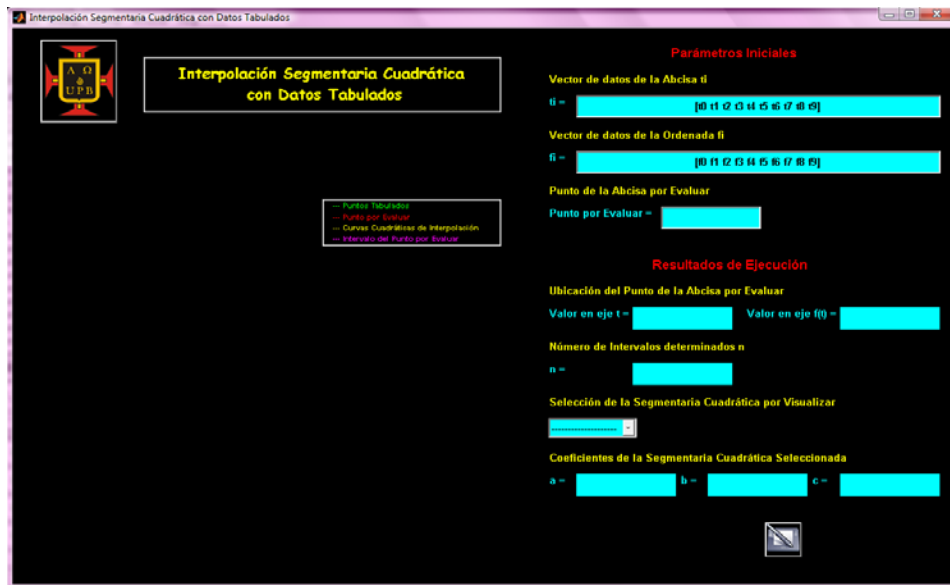 Interpolación Segmentaria Cuadrática con Datos Tabulados
Α Ω
&
UPB
Interpolación Segmentaria Cuadrática
con Datos Tabulados
--- Puntos Tabulados
--- Punto por Evaluar
--- Curvas Cuadráticas de Interpolación
--- Intervalo del Punto por Evaluar
Parámetros Iniciales
Vector de datos de la Abcisa ti
ti =
[t0 t1 t2 t3 t4 t5 t6 t7 t8 t9]
Vector de datos de la Ordenada fi
fi =
[f0 f1 f2 f3 f4 f5 f6 f7 f8 f9]
Punto de la Abcisa por Evaluar
Punto por Evaluar =
Resultados de Ejecución
Ubicación del Punto de la Abcisa por Evaluar
Valor en eje t = Valor en eje f(t) =
Número de Intervalos determinados n
n =
Selección de la Segmentaria Cuadrática por Visualizar
--------------------
Coeficientes de la Segmentaria Cuadrática Seleccionada
a = b = c =